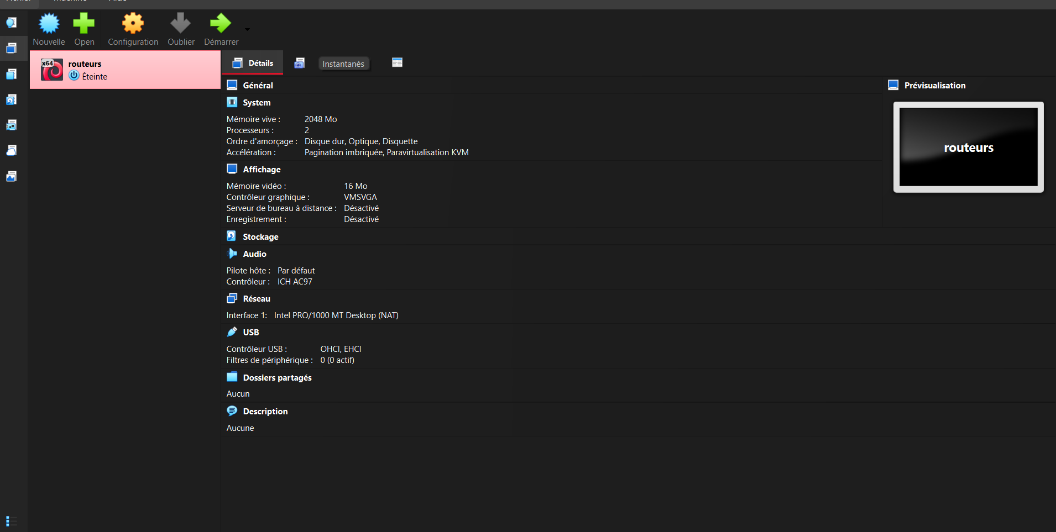 Nouvelle Open Configuration Oublier Démarrer
x64
routeurs
Éteinte
Détails Instantanés
Général
System
Mémoire vive : 2048 Mo
Processeurs : 2
Ordre d'amorçage : Disque dur, Optique, Disquette
Accélération : Pagination imbriquée, Paravirtualisation KVM
Affichage
Mémoire vidéo : 16 Mo
Contrôleur graphique : VMSVGA
Serveur de bureau à distance : Désactivé
Enregistrement : Désactivé
Stockage
Audio
Pilote hôte : Par défaut
Contrôleur : ICH AC97
Réseau
Interface 1: Intel PRO/1000 MT Desktop (NAT)
USB
Contrôleur USB : OHCI, EHCI
Filtres de périphérique : 0 (0 actif)
Dossiers partagés
Aucun
Description
Aucune
Prévisualisation
routeurs